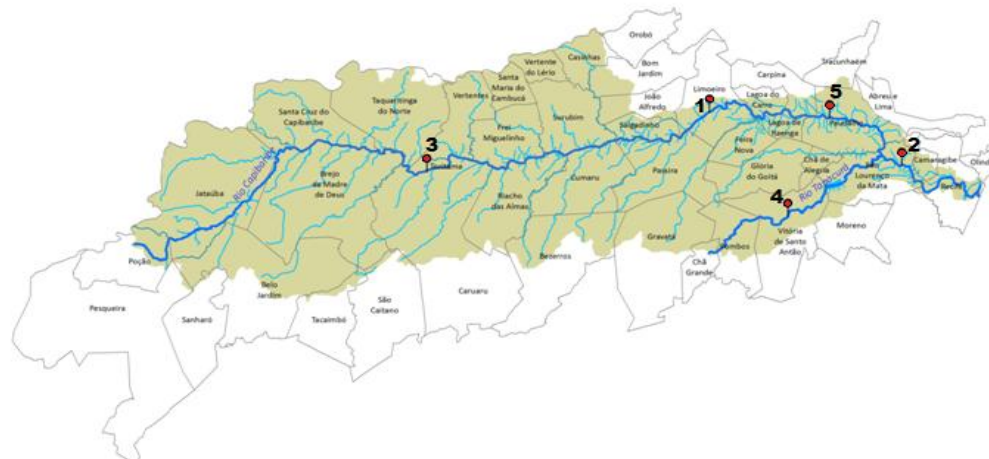 Orobó
Bom
Jardim
Casinhas
Vertente
do Lério
Santa
Maria do
Cambucá
Vertentes
Taquaritinga
do Norte
Santa Cruz do
Capibaribe
João
Alfredo
Limoeiro
1
Carpina
Lagoa do
Carro
5
Abreu e
Lima
Surubim
Frei
Miguelinho
Salgadinho
Lagoa de
Itaenga
Feira
Nova
2
Camaragibe
3
Rio Capibaribe
Brejo
da Madre
de Deus
Jataúba
Cumaru
Passira
Glória
do Goitá
Chã de
Alegria
Rio Tapacurá
São
Lourenço
da Mata
Riacho
das Almas
4
Vitória
de Santo
Antão
Moreno
Gravatá
Pombos
Chã
Grande
Bezerros
Poção
Belo
Jardim
Caruaru
São
Caitano
Pesqueira
Sanharó
Tacaimbó